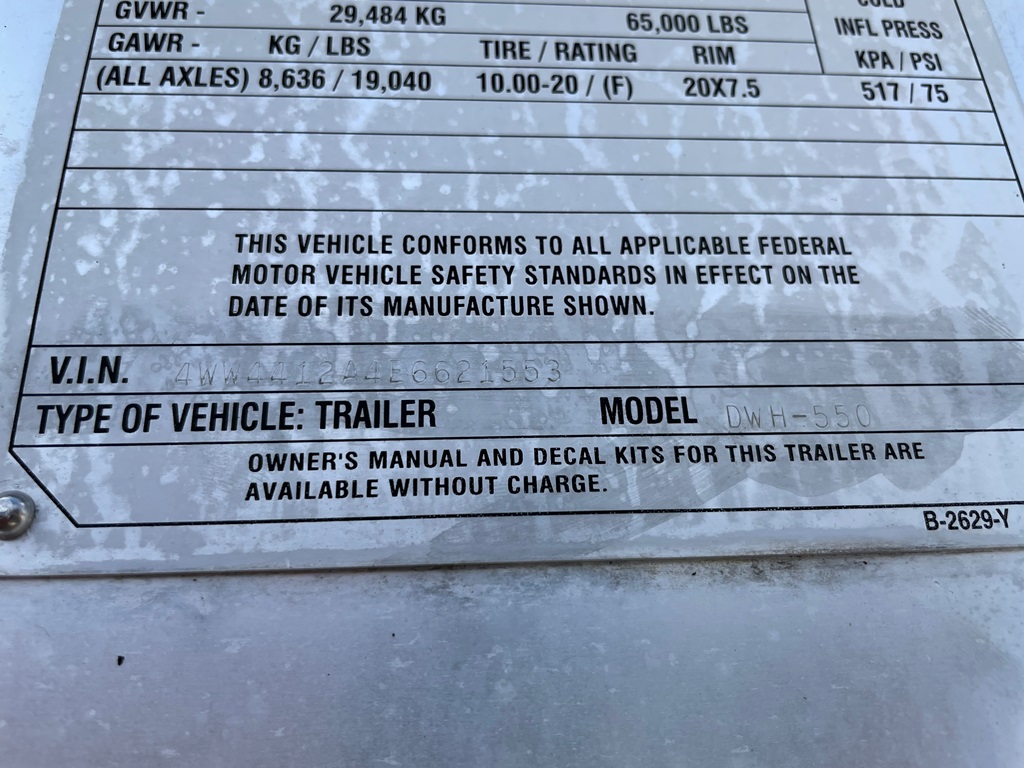 GVWR - 29,484 KG 65,000 LBS
COLD
INFL PRESS
GAWR - KG / LBS TIRE / RATING RIM KPA / PSI
(ALL AXLES) 8,636 / 19,040 10.00-20 / (F) 20X7.5 517 / 75
THIS VEHICLE CONFORMS TO ALL APPLICABLE FEDERAL
MOTOR VEHICLE SAFETY STANDARDS IN EFFECT ON THE
DATE OF ITS MANUFACTURE SHOWN.
V.I.N. 4WW4412A4E6621553
TYPE OF VEHICLE: TRAILER MODEL DWH-550
OWNER'S MANUAL AND DECAL KITS FOR THIS TRAILER ARE
AVAILABLE WITHOUT CHARGE.
B-2629-Y